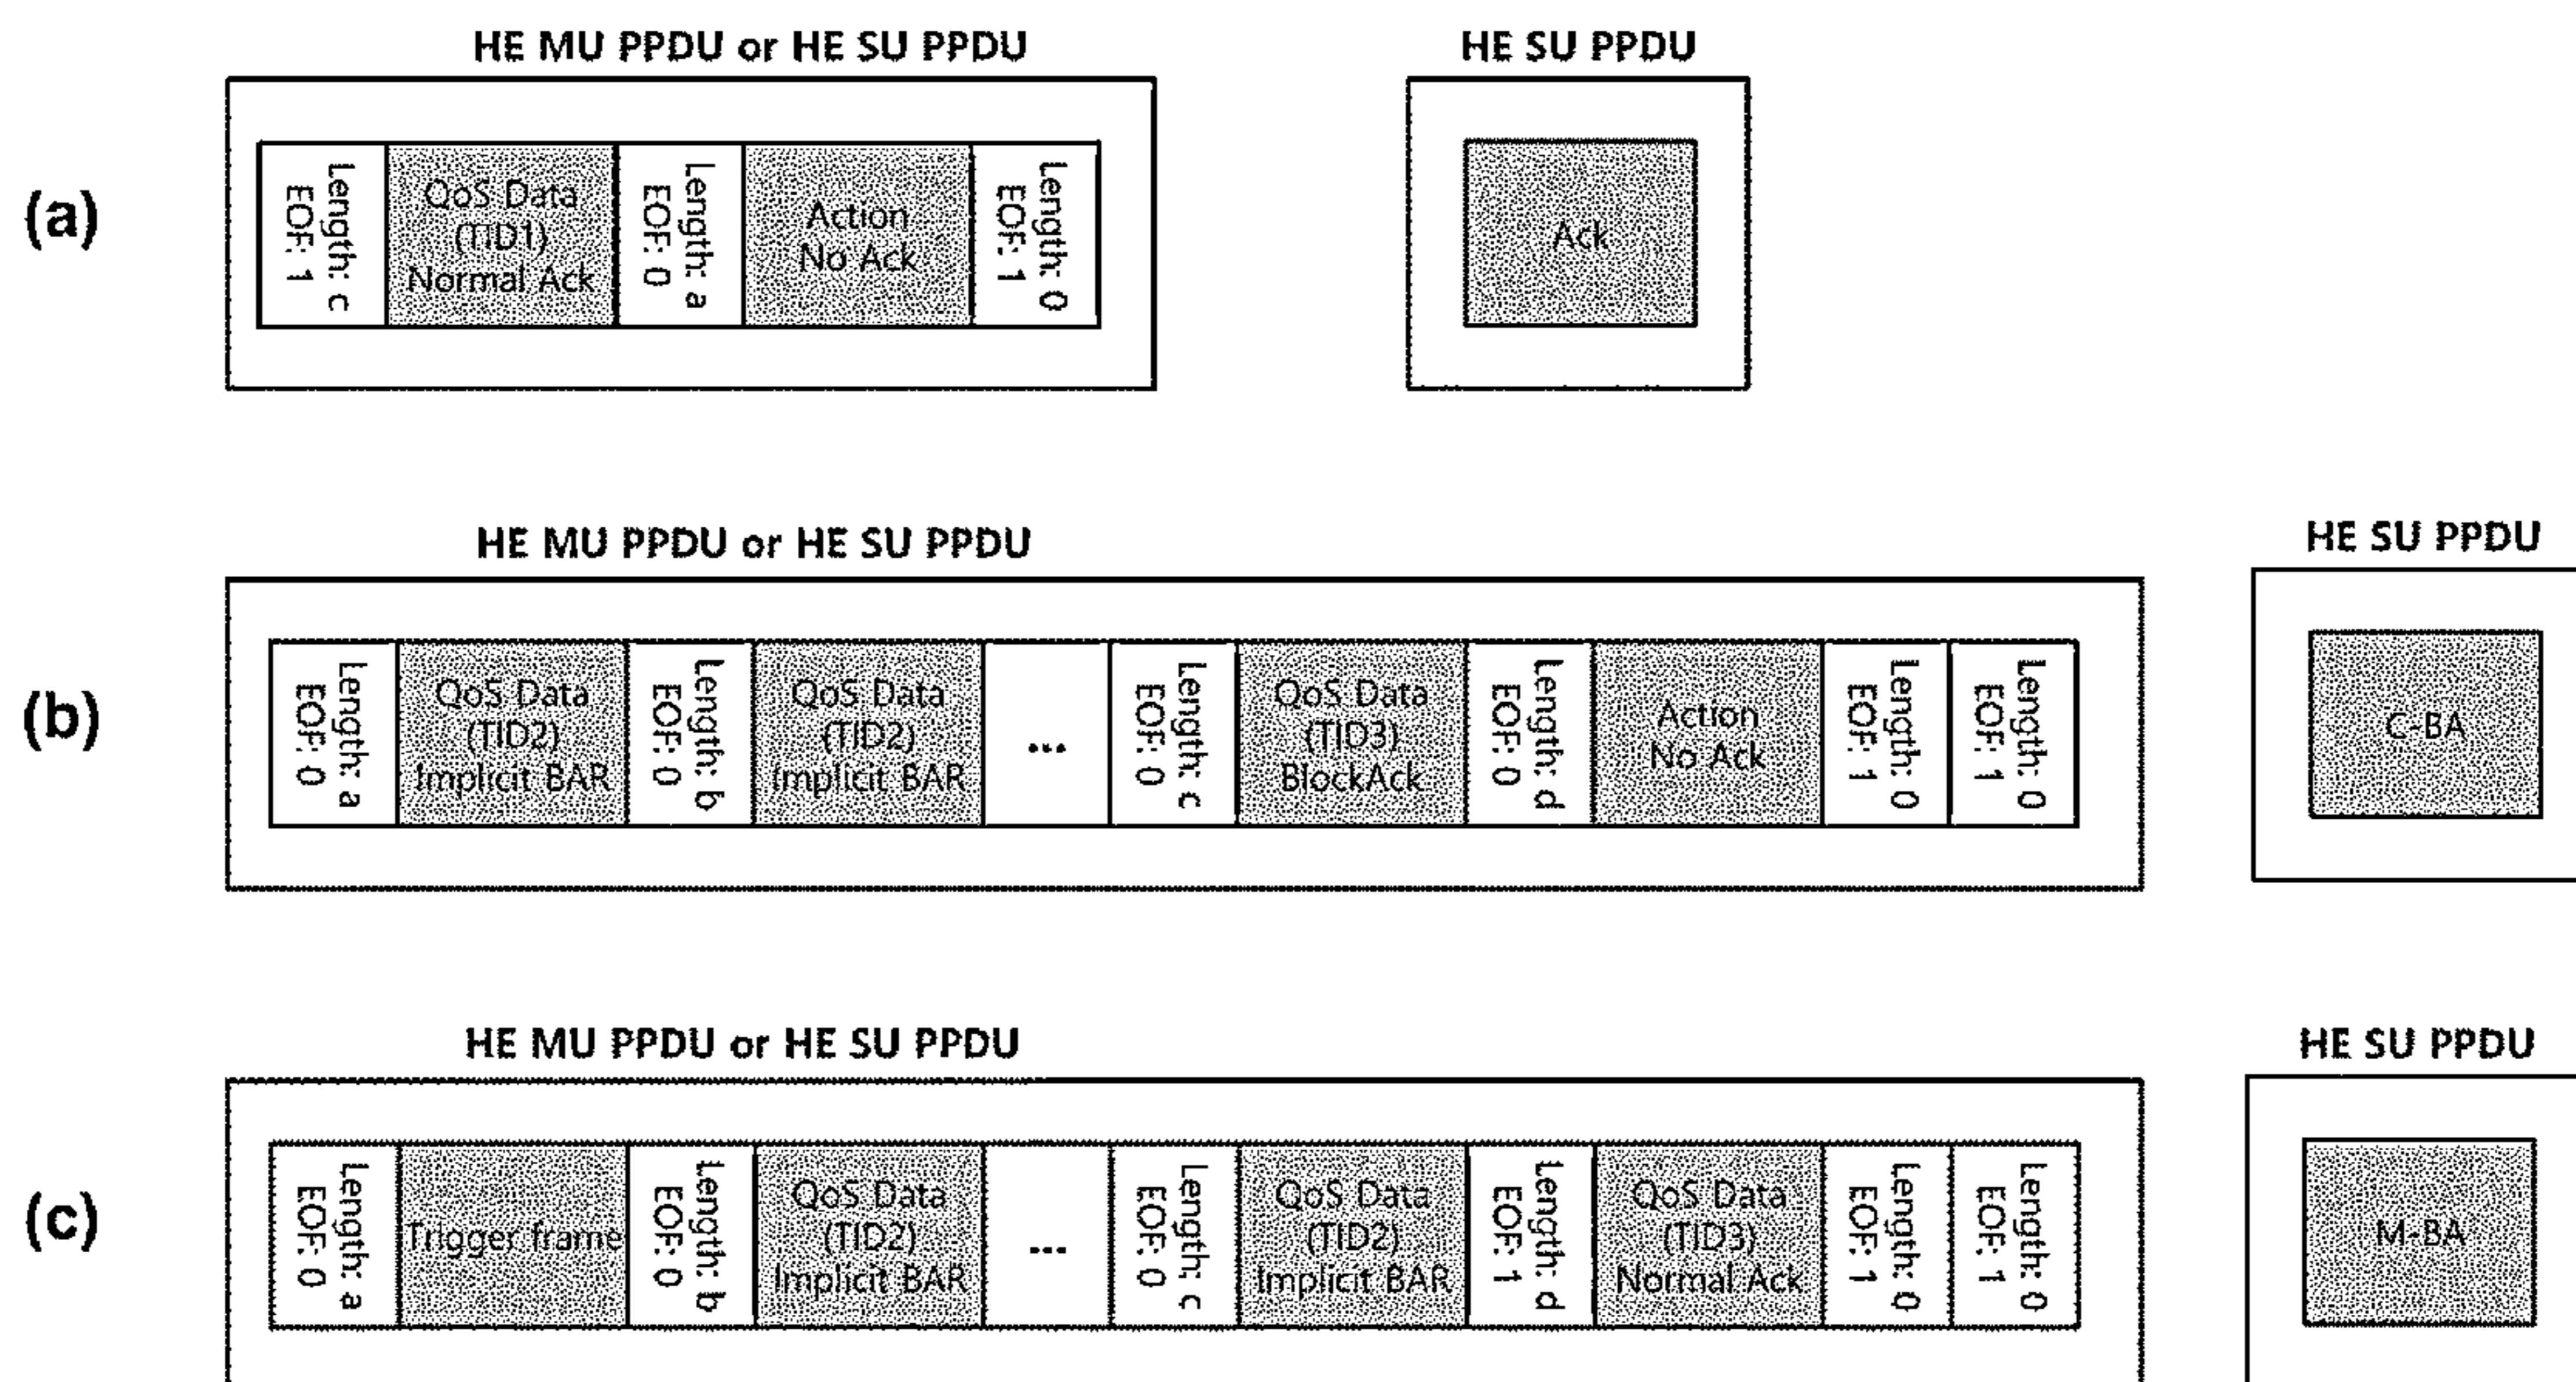 HE MU PPDU or HE SU PPDU
HE SU PPDU
(a)
Length: c
EOF: 1
QoS Data
(TID1)
Normal Ack
Length: a
EOF: 0
Action
No Ack
Length: 0
EOF: 1
Ack
HE MU PPDU or HE SU PPDU
HE SU PPDU
(b)
Length: a
EOF: 0
QoS Data
(TID2)
Implicit BAR
Length: b
EOF: 0
QoS Data
(TID2)
Implicit BAR
...
Length: c
EOF: 0
QoS Data
(TID3)
BlockAck
Length: d
EOF: 0
Action
No Ack
Length: 0
EOF: 1
Length: 0
EOF: 1
C-BA
HE MU PPDU or HE SU PPDU
HE SU PPDU
(c)
Length: a
EOF: 0
Trigger frame
Length: b
EOF: 0
QoS Data
(TID2)
Implicit BAR
...
Length: c
EOF: 0
QoS Data
(TID2)
Implicit BAR
Length: d
EOF: 1
QoS Data
(TID3)
Normal Ack
Length: 0
EOF: 1
Length: 0
EOF: 1
M-BA